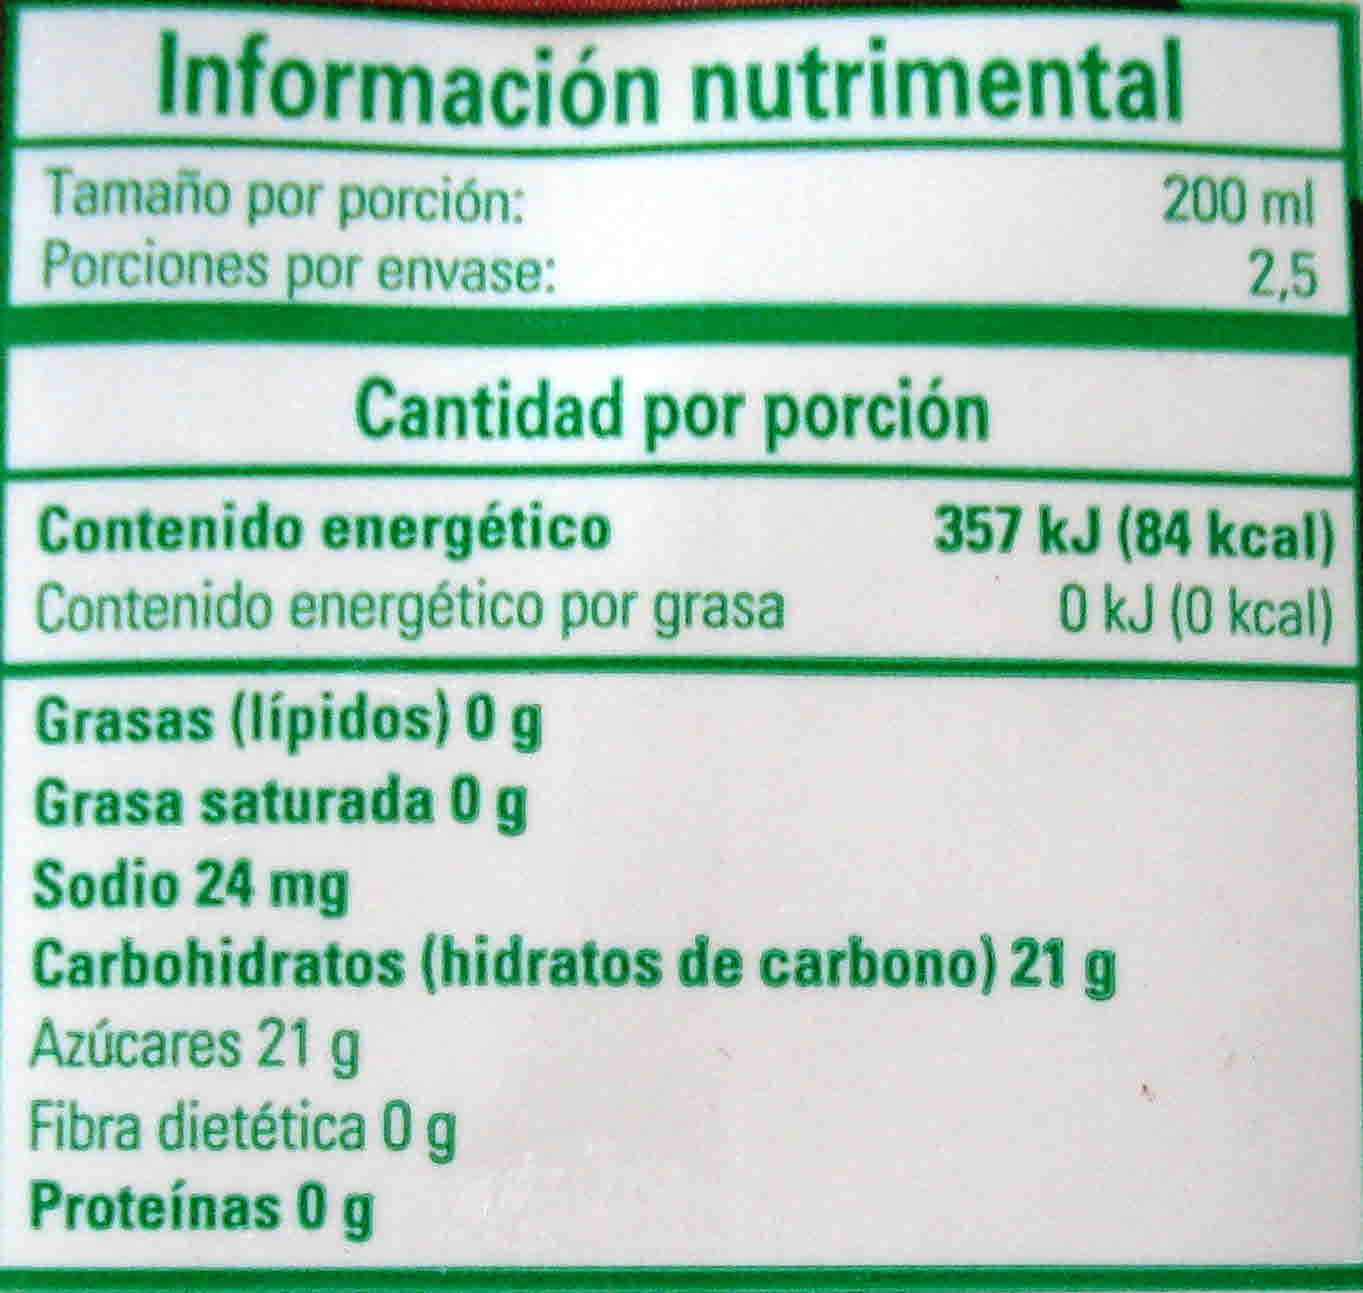 Información nutrimental
Tamaño por porción: 200 ml
Porciones por envase: 2,5
Cantidad por porción
Contenido energético 357 kJ (84 kcal)
Contenido energético por grasa 0 kJ (0 kcal)
Grasas (lípidos) 0 g
Grasa saturada 0 g
Sodio 24 mg
Carbohidratos (hidratos de carbono) 21 g
Azúcares 21 g
Fibra dietética 0 g
Proteínas 0 g